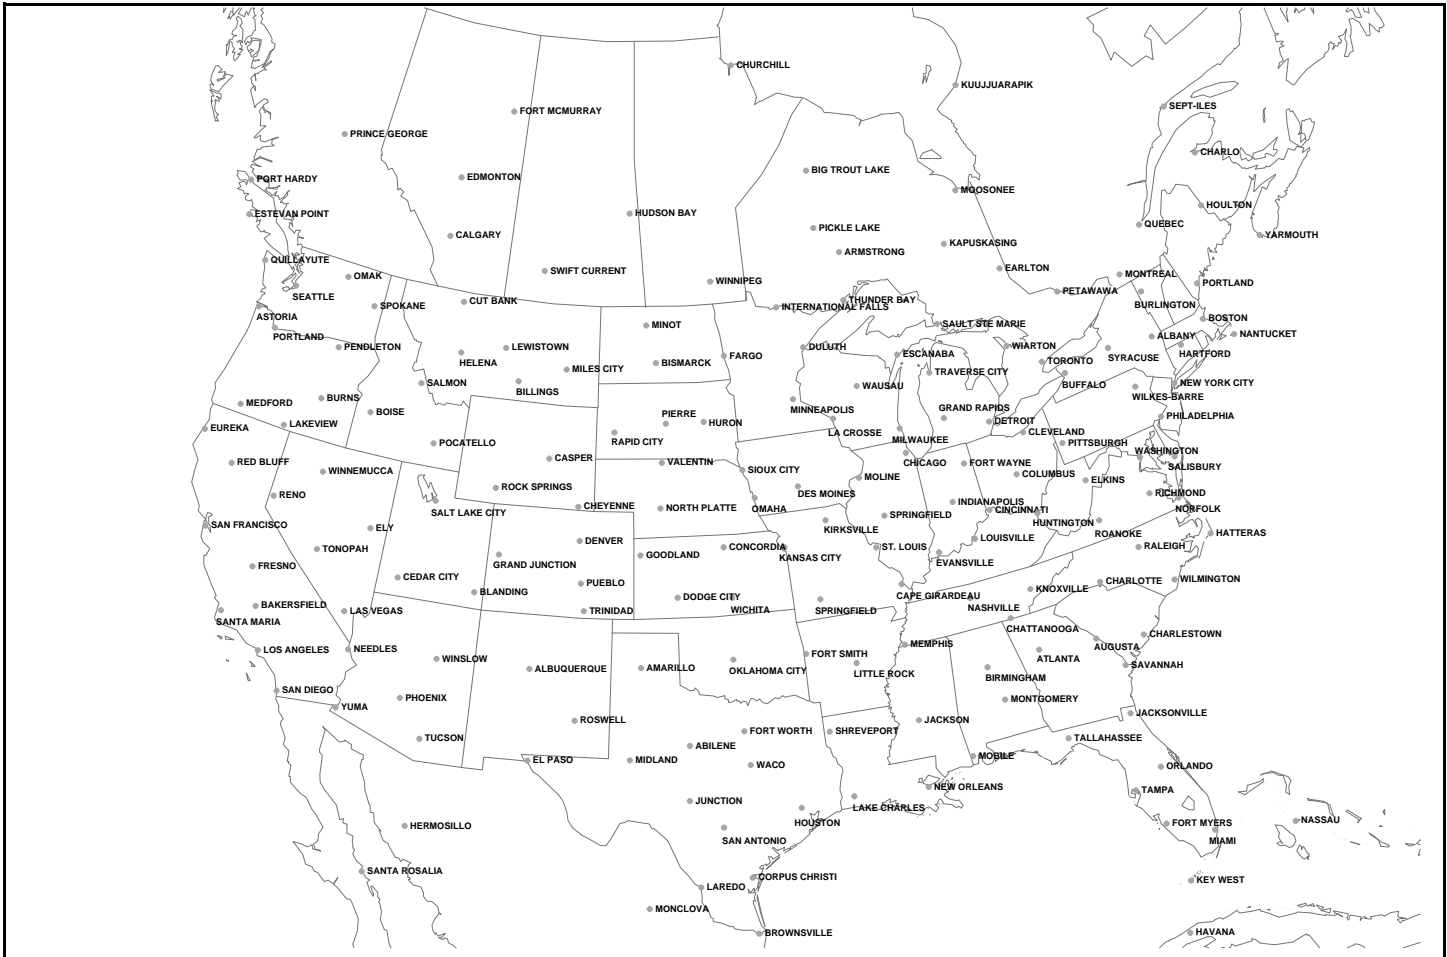 CHURCHILL
KUUJJUARAPIK
SEPT-ILES
FORT MCMURRAY
PRINCE GEORGE
CHARLO
BIG TROUT LAKE
EDMONTON
PORT HARDY
MOOSONEE
HOULTON
ESTEVAN POINT
HUDSON BAY
QUEBEC
PICKLE LAKE
CALGARY
YARMOUTH
KAPUSKASING
ARMSTRONG
QUILLAYUTE
EARLTON
SWIFT CURRENT
OMAK
MONTREAL
WINNIPEG
PORTLAND
PETAWAWA
SEATTLE
CUT BANK
THUNDER BAY
SPOKANE
INTERNATIONAL FALLS
BURLINGTON
ASTORIA
BOSTON
MINOT
SAULT STE MARIE
NANTUCKET
PORTLAND
ALBANY
PENDLETON
LEWISTOWN
DULUTH
WIARTON
HARTFORD
FARGO
ESCANABA
SYRACUSE
HELENA
BISMARCK
TORONTO
MILES CITY
TRAVERSE CITY
SALMON
BUFFALO
NEW YORK CITY
WAUSAU
BILLINGS
BURNS
WILKES-BARRE
MEDFORD
GRAND RAPIDS
BOISE
MINNEAPOLIS
PIERRE
PHILADELPHIA
HURON
DETROIT
LAKEVIEW
EUREKA
LA CROSSE
CLEVELAND
MILWAUKEE
RAPID CITY
POCATELLO
PITTSBURGH
WASHINGTON
CASPER
RED BLUFF
VALENTIN
CHICAGO
FORT WAYNE
SALISBURY
WINNEMUCCA
SIOUX CITY
COLUMBUS
MOLINE
ELKINS
ROCK SPRINGS
DES MOINES
RICHMOND
RENO
INDIANAPOLIS
CHEYENNE
NORTH PLATTE
OMAHA
CINCINNATI
NORFOLK
SALT LAKE CITY
SPRINGFIELD
SAN FRANCISCO
HUNTINGTON
ELY
KIRKSVILLE
ROANOKE
HATTERAS
LOUISVILLE
DENVER
RALEIGH
TONOPAH
CONCORDIA
ST. LOUIS
GOODLAND
KANSAS CITY
EVANSVILLE
GRAND JUNCTION
FRESNO
CEDAR CITY
WILMINGTON
CHARLOTTE
PUEBLO
KNOXVILLE
BLANDING
CAPE GIRARDEAU
DODGE CITY
BAKERSFIELD
NASHVILLE
LAS VEGAS
TRINIDAD
WICHITA
SPRINGFIELD
SANTA MARIA
CHATTANOOGA
CHARLESTOWN
MEMPHIS
AUGUSTA
LOS ANGELES
NEEDLES
FORT SMITH
WINSLOW
ATLANTA
SAVANNAH
ALBUQUERQUE
AMARILLO
OKLAHOMA CITY
LITTLE ROCK
BIRMINGHAM
SAN DIEGO
PHOENIX
MONTGOMERY
YUMA
JACKSONVILLE
ROSWELL
JACKSON
FORT WORTH
SHREVEPORT
TUCSON
TALLAHASSEE
ABILENE
MOBILE
EL PASO
MIDLAND
WACO
ORLANDO
NEW ORLEANS
TAMPA
JUNCTION
LAKE CHARLES
NASSAU
HOUSTON
FORT MYERS
HERMOSILLO
SAN ANTONIO
MIAMI
SANTA ROSALIA
CORPUS CHRISTI
KEY WEST
LAREDO
MONCLOVA
HAVANA
BROWNSVILLE